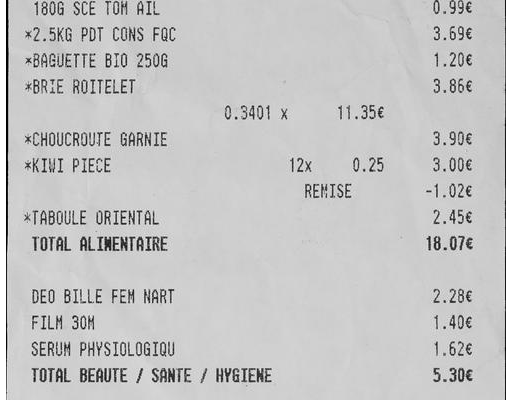 180G SCE TOM AIL 0.99€
*2.5KG PDT CONS FQC 3.69€
*BAGUETTE BIO 250G 1.20€
*BRIE ROITELET 3.86€
0.3401 x 11.35€
*CHOUCROUTE GARNIE 3.90€
*KIWI PIECE 12x 0.25 3.00€
REMISE -1.02€
*TABOULE ORIENTAL 2.45€
TOTAL ALIMENTAIRE 18.07€
DEO BILLE FEM NART 2.28€
FILM 30M 1.40€
SERUM PHYSIOLOGIQU 1.62€
TOTAL BEAUTE / SANTE / HYGIENE 5.30€